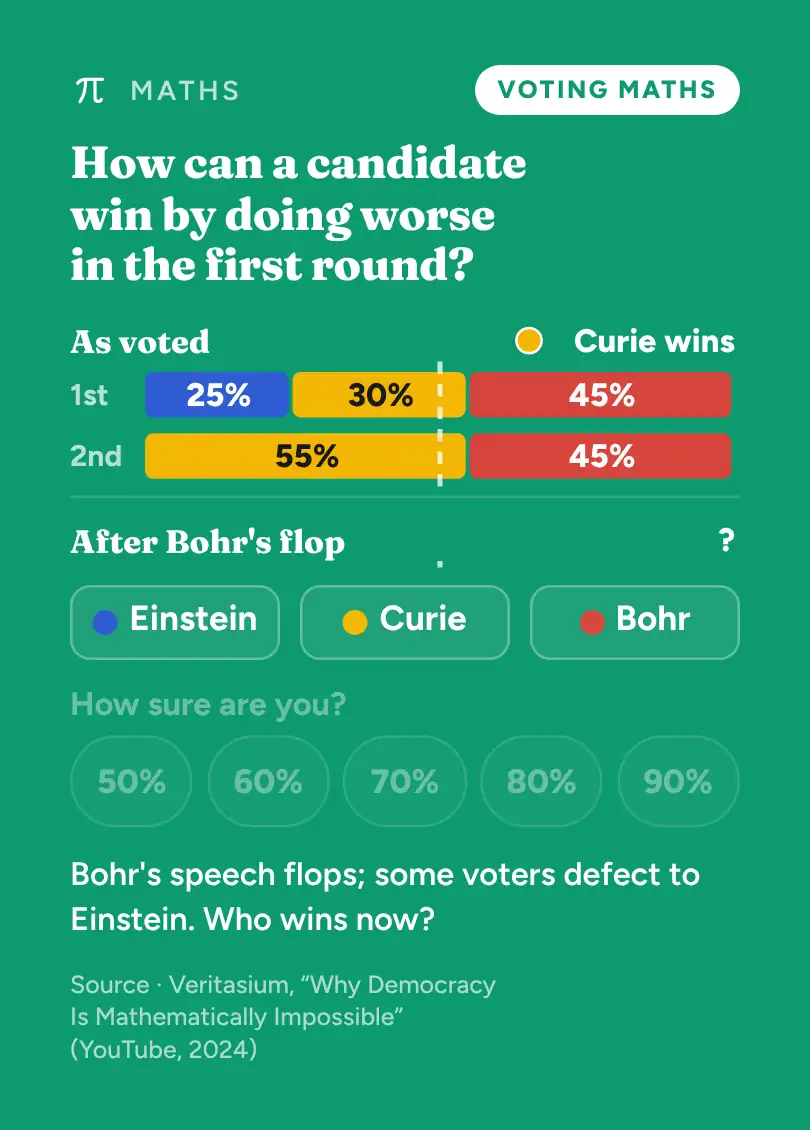 π MATHS
VOTING MATHS
How can a candidate
win by doing worse
in the first round?
As voted
Curie wins
1st 25% 30% 45%
2nd 55% 45%
After Bohr's flop ?
Einstein Curie Bohr
How sure are you?
50% 60% 70% 80% 90%
Bohr's speech flops; some voters defect to
Einstein. Who wins now?
Source · Veritasium, “Why Democracy
Is Mathematically Impossible”
(YouTube, 2024)